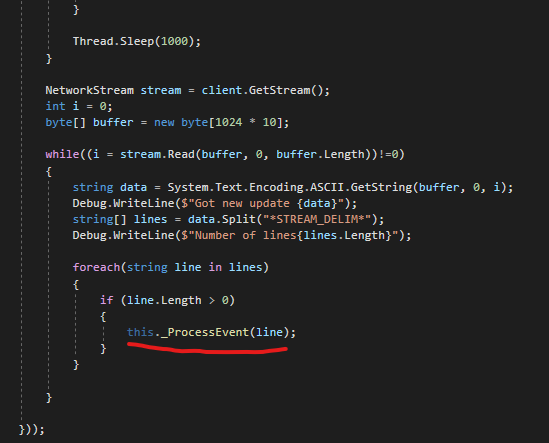 }
Thread.Sleep(1000);
}
NetworkStream stream = client.GetStream();
int i = 0;
byte[] buffer = new byte[1024 * 10];
while((i = stream.Read(buffer, 0, buffer.Length))!=0)
{
string data = System.Text.Encoding.ASCII.GetString(buffer, 0, i);
Debug.WriteLine($"Got new update {data}");
string[] lines = data.Split("*STREAM_DELIM*");
Debug.WriteLine($"Number of lines{lines.Length}");
foreach(string line in lines)
{
if (line.Length > 0)
{
this._ProcessEvent(line);
}
}
}
}));